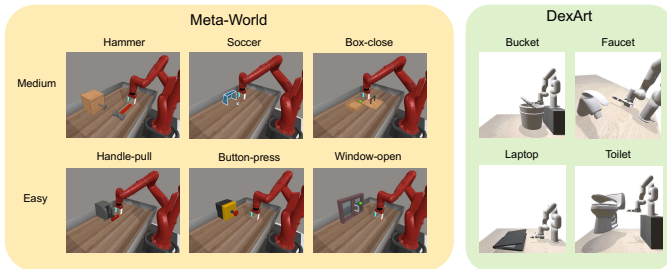 Meta-World
DexArt
Hammer
Soccer
Box-close
Bucket
Faucet
Medium
Handle-pull
Button-press
Window-open
Laptop
Toilet
Easy